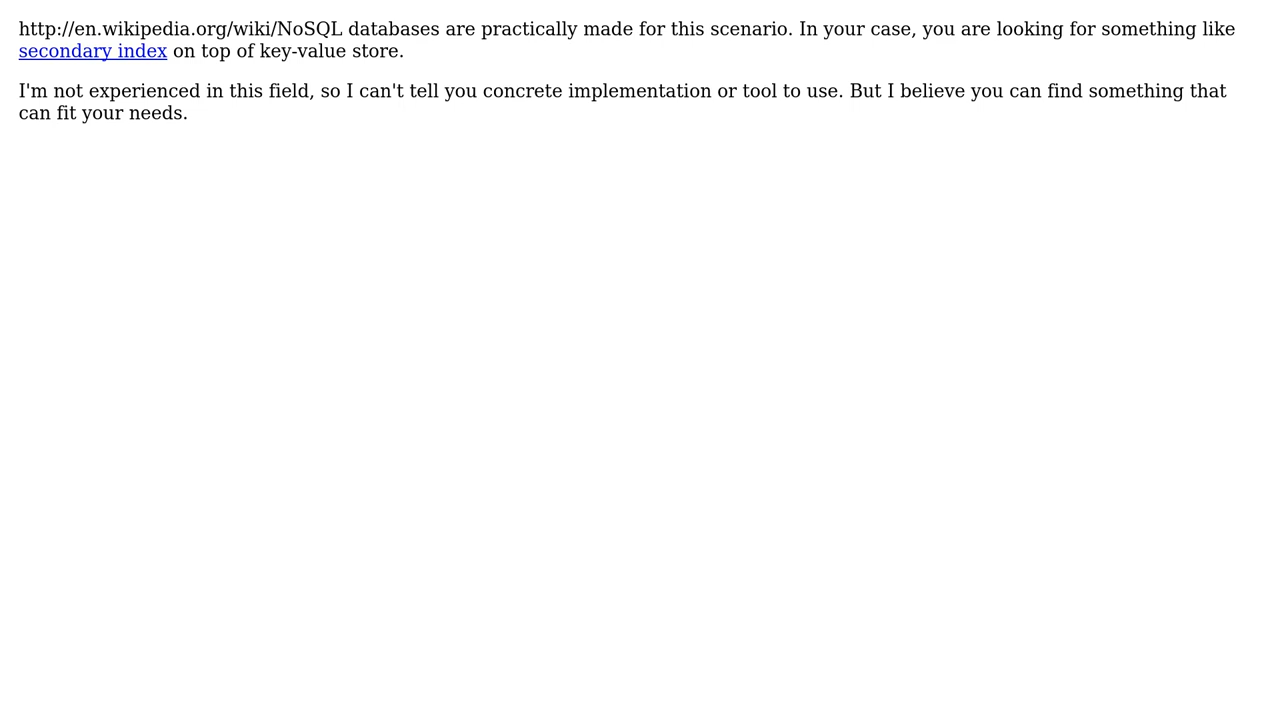 http://en.wikipedia.org/wiki/NoSQL databases are practically made for this scenario. In your case, you are looking for something like
secondary index on top of key-value store.
I'm not experienced in this field, so I can't tell you concrete implementation or tool to use. But I believe you can find something that
can fit your needs.